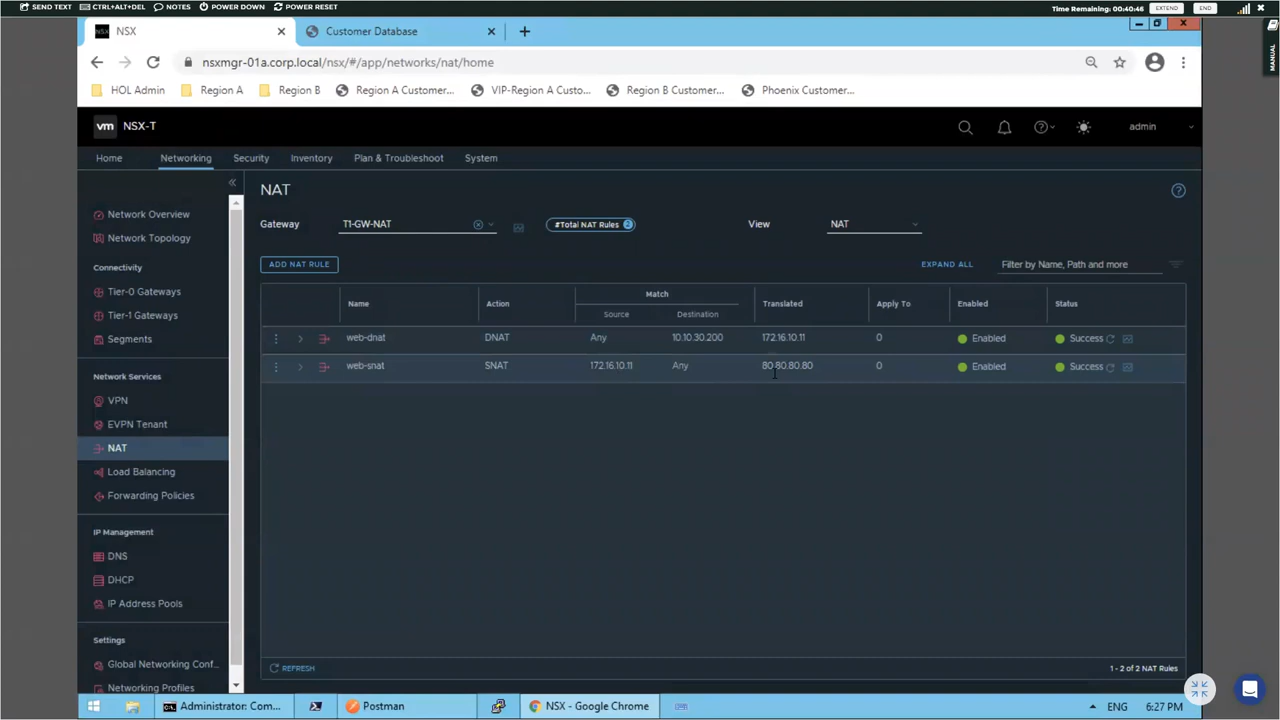 SEND TEXT CTRL+ALT+DEL NOTES POWER DOWN POWER RESET Time Remaining: 00:40:46 EXTEND END
MANUAL
NSX NSX Customer Database
nsxmgr-01a.corp.local/nsx/#/app/networks/nat/home
HOL Admin Region A Region B Region A Customer... VIP-Region A Custo... Region B Customer... Phoenix Customer...
vm NSX-T admin
Home Networking Security Inventory Plan & Troubleshoot System
Network Overview
Network Topology
Connectivity
Tier-0 Gateways
Tier-1 Gateways
Segments
Network Services
VPN
EVPN Tenant
NAT
Load Balancing
Forwarding Policies
IP Management
DNS
DHCP
IP Address Pools
Settings
Global Networking Conf...
Networking Profiles
NAT
Gateway T1-GW-NAT #Total NAT Rules 2 View NAT
ADD NAT RULE EXPAND ALL Filter by Name, Path and more
Name Action Match Translated Apply To Enabled Status
Source Destination
web-dnat DNAT Any 10.10.30.200 172.16.10.11 0 Enabled Success
web-snat SNAT 172.16.10.11 Any 80.80.80.80 0 Enabled Success
REFRESH 1 - 2 of 2 NAT Rules
Administrator: Com... Postman NSX - Google Chrome ENG 6:27 PM